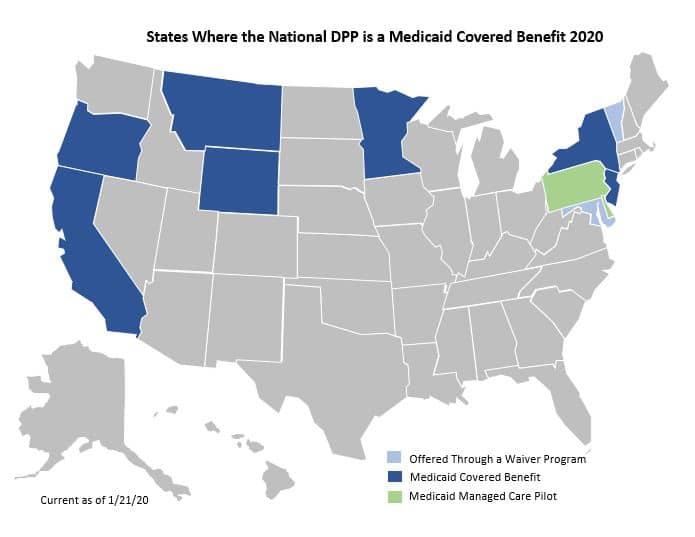 States Where the National DPP is a Medicaid Covered Benefit 2020
Offered Through a Waiver Program
Medicaid Covered Benefit
Medicaid Managed Care Pilot
Current as of 1/21/20